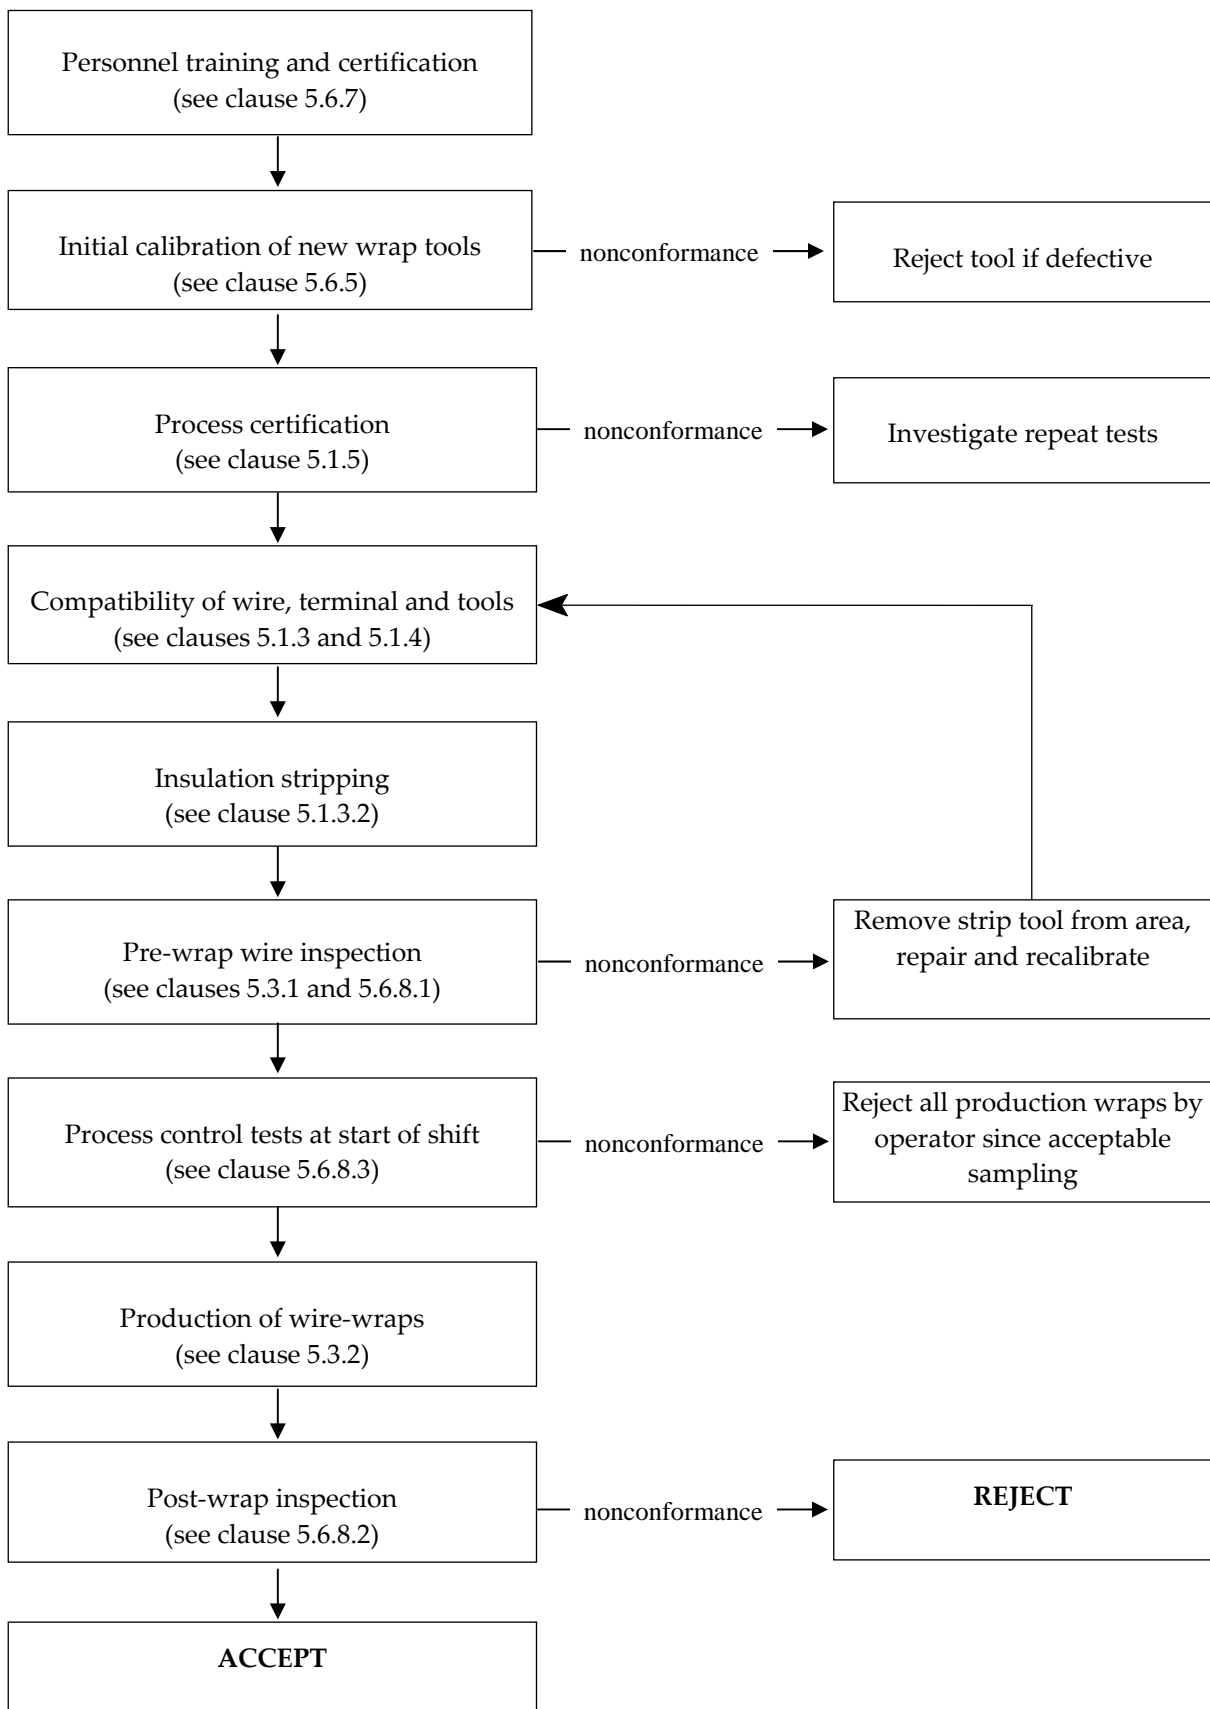 Personnel training and certification
(see clause 5.6.7)
Initial calibration of new wrap tools
(see clause 5.6.5)
nonconformance
Reject tool if defective
Process certification
(see clause 5.1.5)
nonconformance
Investigate repeat tests
Compatibility of wire, terminal and tools
(see clauses 5.1.3 and 5.1.4)
Insulation stripping
(see clause 5.1.3.2)
Pre-wrap wire inspection
(see clauses 5.3.1 and 5.6.8.1)
nonconformance
Remove strip tool from area,
repair and recalibrate
Process control tests at start of shift
(see clause 5.6.8.3)
nonconformance
Reject all production wraps by
operator since acceptable
sampling
Production of wire-wraps
(see clause 5.3.2)
Post-wrap inspection
(see clause 5.6.8.2)
nonconformance
REJECT
ACCEPT